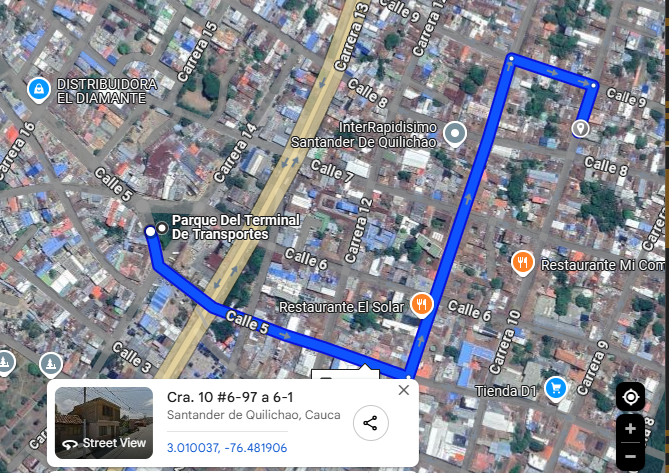 Calle 9
Carrera 13
Carrera 15
DISTRIBUIDORA
EL DIAMANTE
Calle 8
Calle 9
InterRapidisimo
Santander De Quilichao
Carrera 16
Carrera 14
Calle 7
Calle 8
Calle 5
Carrera 12
Parque Del Terminal
De Transportes
Calle 6
Restaurante Mi Com
Restaurante El Solar
Calle 6
Calle 5
Carrera 10
Calle 3
Carrera 9
Tienda D1
Street View
Cra. 10 #6-97 a 6-1
Santander de Quilichao, Cauca
3.010037, -76.481906